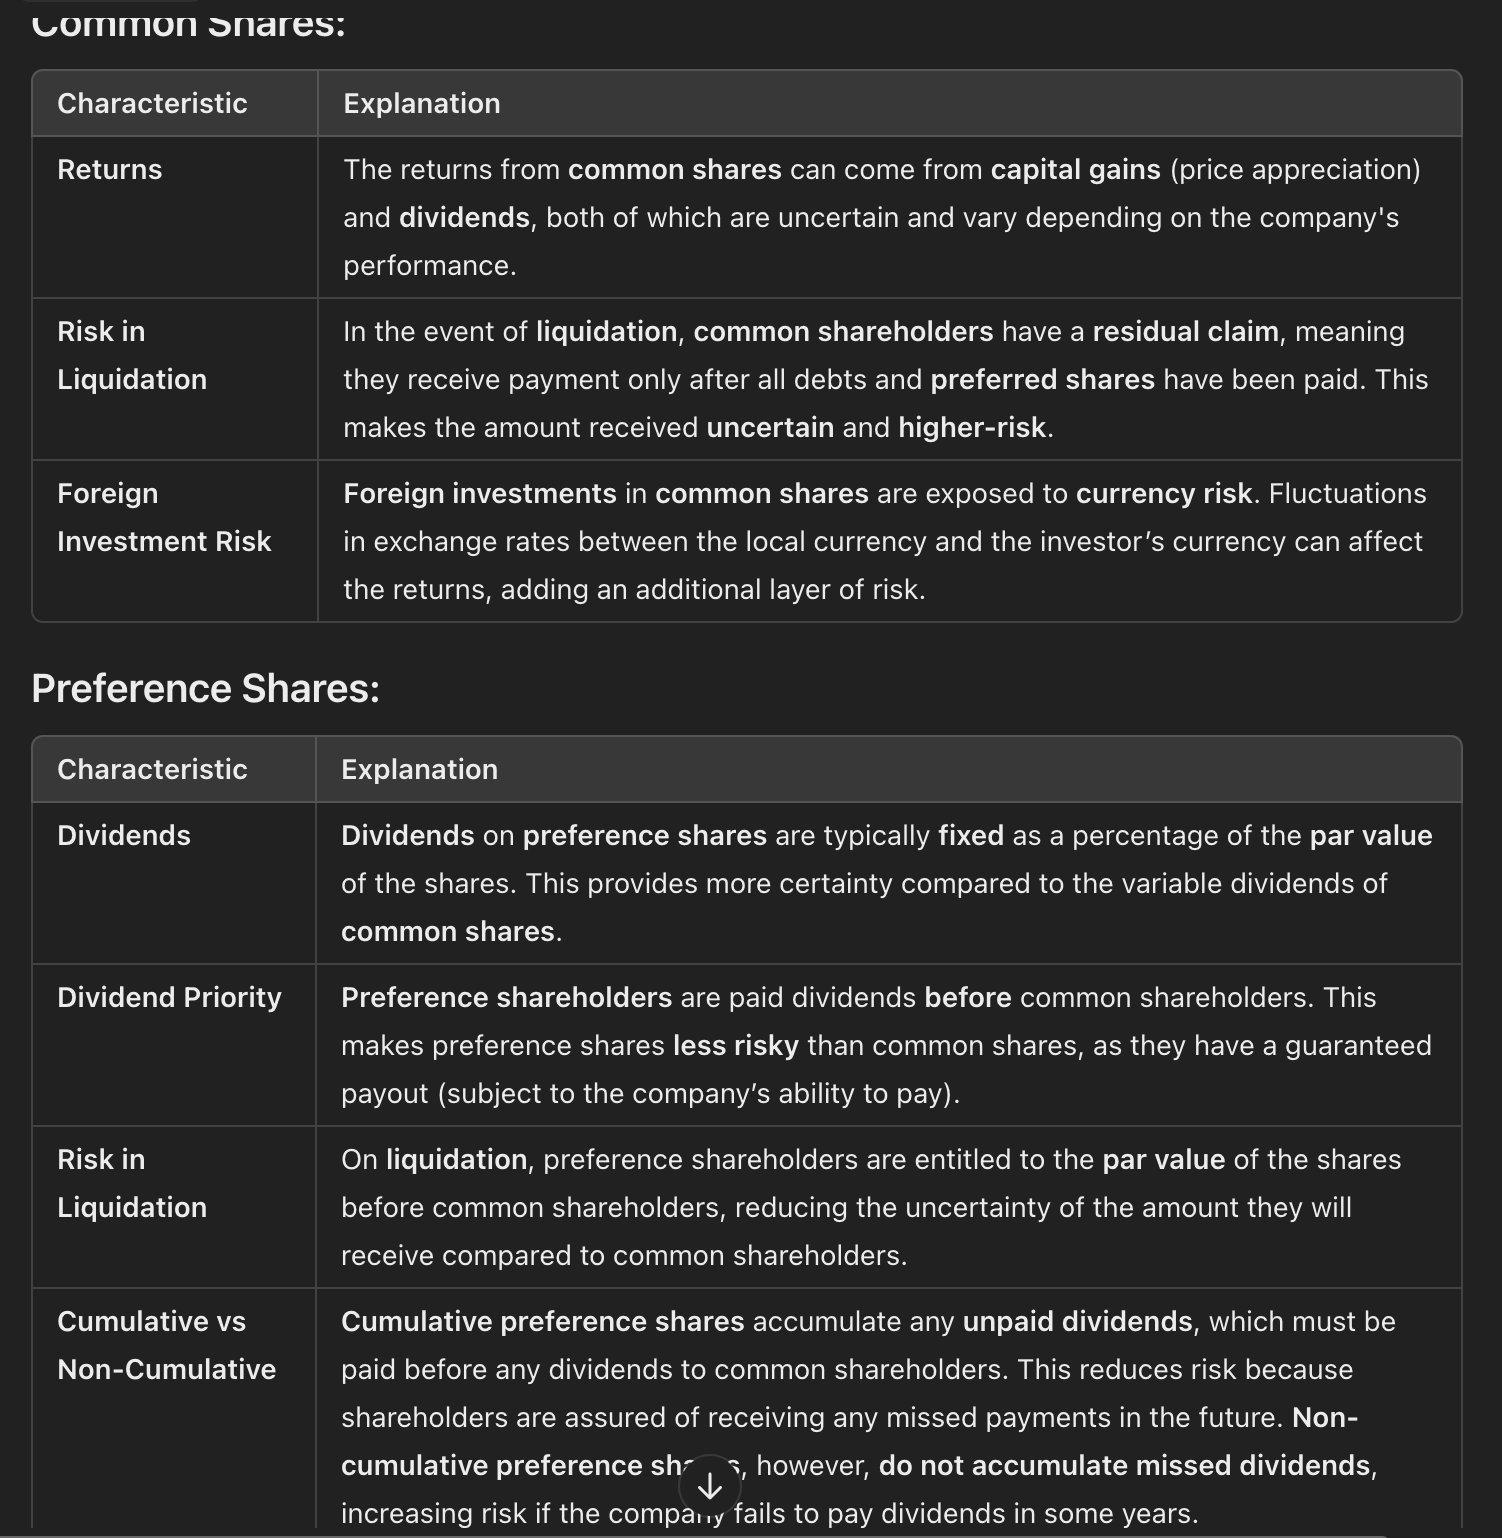 Common Shares:
Characteristic
Explanation
Returns
The returns from common shares can come from capital gains (price appreciation)
and dividends, both of which are uncertain and vary depending on the company's
performance.
Risk in
Liquidation
In the event of liquidation, common shareholders have a residual claim, meaning
they receive payment only after all debts and preferred shares have been paid. This
makes the amount received uncertain and higher-risk.
Foreign
Investment Risk
Foreign investments in common shares are exposed to currency risk. Fluctuations
in exchange rates between the local currency and the investor’s currency can affect
the returns, adding an additional layer of risk.
Preference Shares:
Characteristic
Explanation
Dividends
Dividends on preference shares are typically fixed as a percentage of the par value
of the shares. This provides more certainty compared to the variable dividends of
common shares.
Dividend Priority
Preference shareholders are paid dividends before common shareholders. This
makes preference shares less risky than common shares, as they have a guaranteed
payout (subject to the company’s ability to pay).
Risk in
Liquidation
On liquidation, preference shareholders are entitled to the par value of the shares
before common shareholders, reducing the uncertainty of the amount they will
receive compared to common shareholders.
Cumulative vs
Non-Cumulative
Cumulative preference shares accumulate any unpaid dividends, which must be
paid before any dividends to common shareholders. This reduces risk because
shareholders are assured of receiving any missed payments in the future. Non-
cumulative preference shares, however, do not accumulate missed dividends,
increasing risk if the company fails to pay dividends in some years.